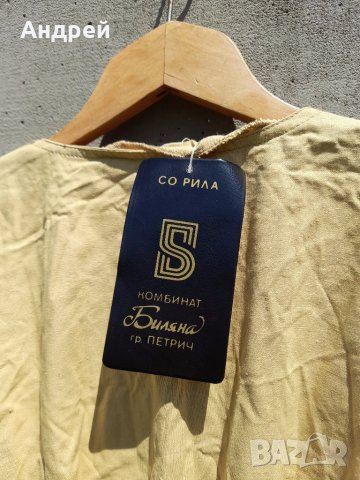 Андрей
СО РИЛА
S
КОМБИНАТ
Биляна
гр. ПЕТРИЧ
BAZAR